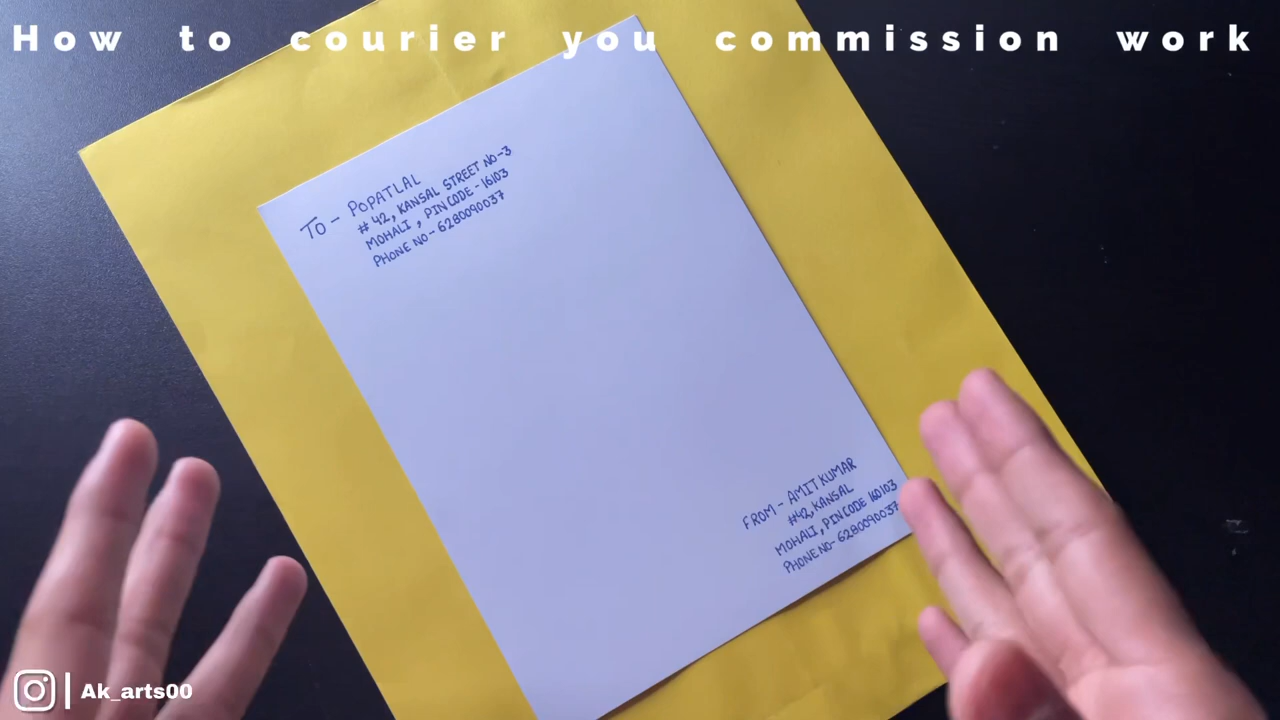 How to courier you commission work
TO - POPATLAL
# 42, KANSAL STREET NO-3
MOHALI, PINCODE - 16103
PHONE NO - 6280090037
FROM - AMIT KUMAR
#42, KANSAL
MOHALI, PINCODE 160103
PHONE NO- 6280090037
Ak_arts00